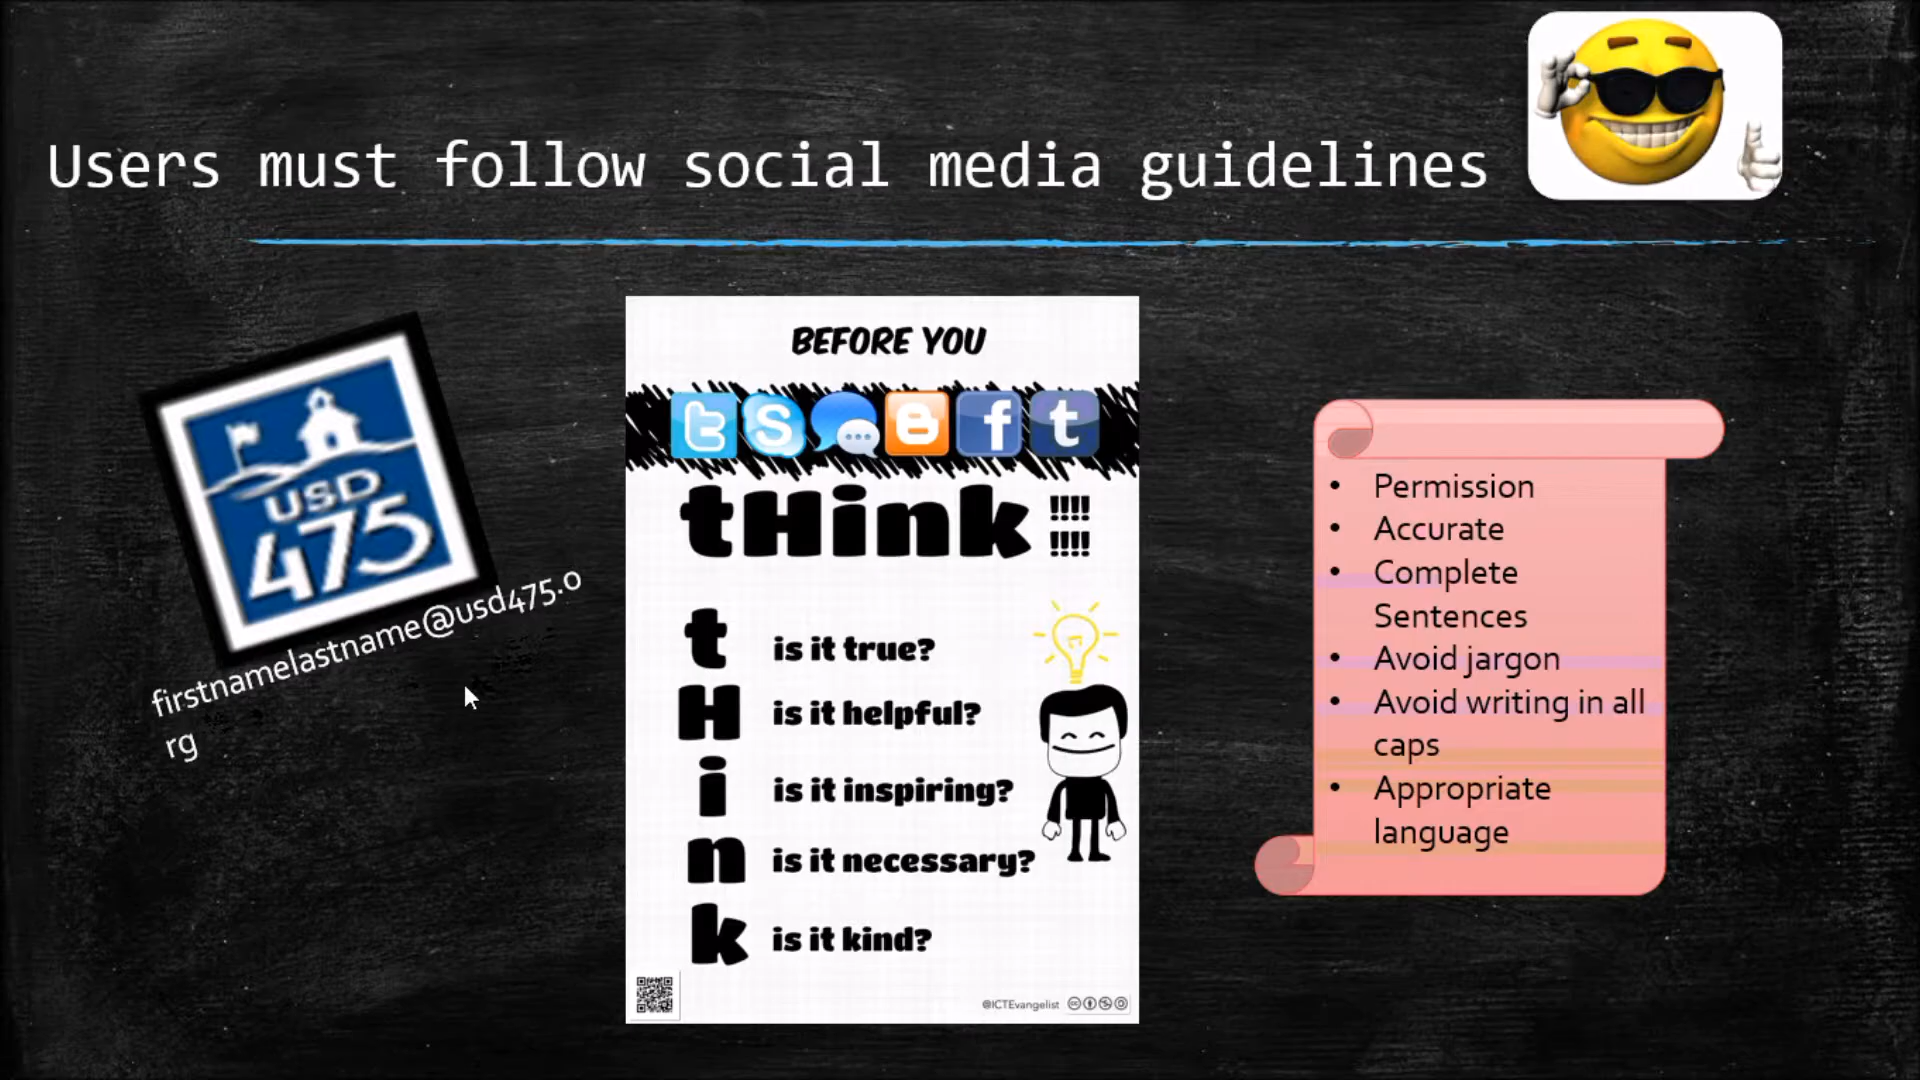 Users must follow social media guidelines
USD
475
firstnamelastname@usd475.o
rg
BEFORE YOU
tHink !!!!
!!!!
t is it true?
H is it helpful?
i is it inspiring?
n is it necessary?
k is it kind?
@ICTEvangelist
• Permission
• Accurate
• Complete
Sentences
• Avoid jargon
• Avoid writing in all
caps
• Appropriate
language